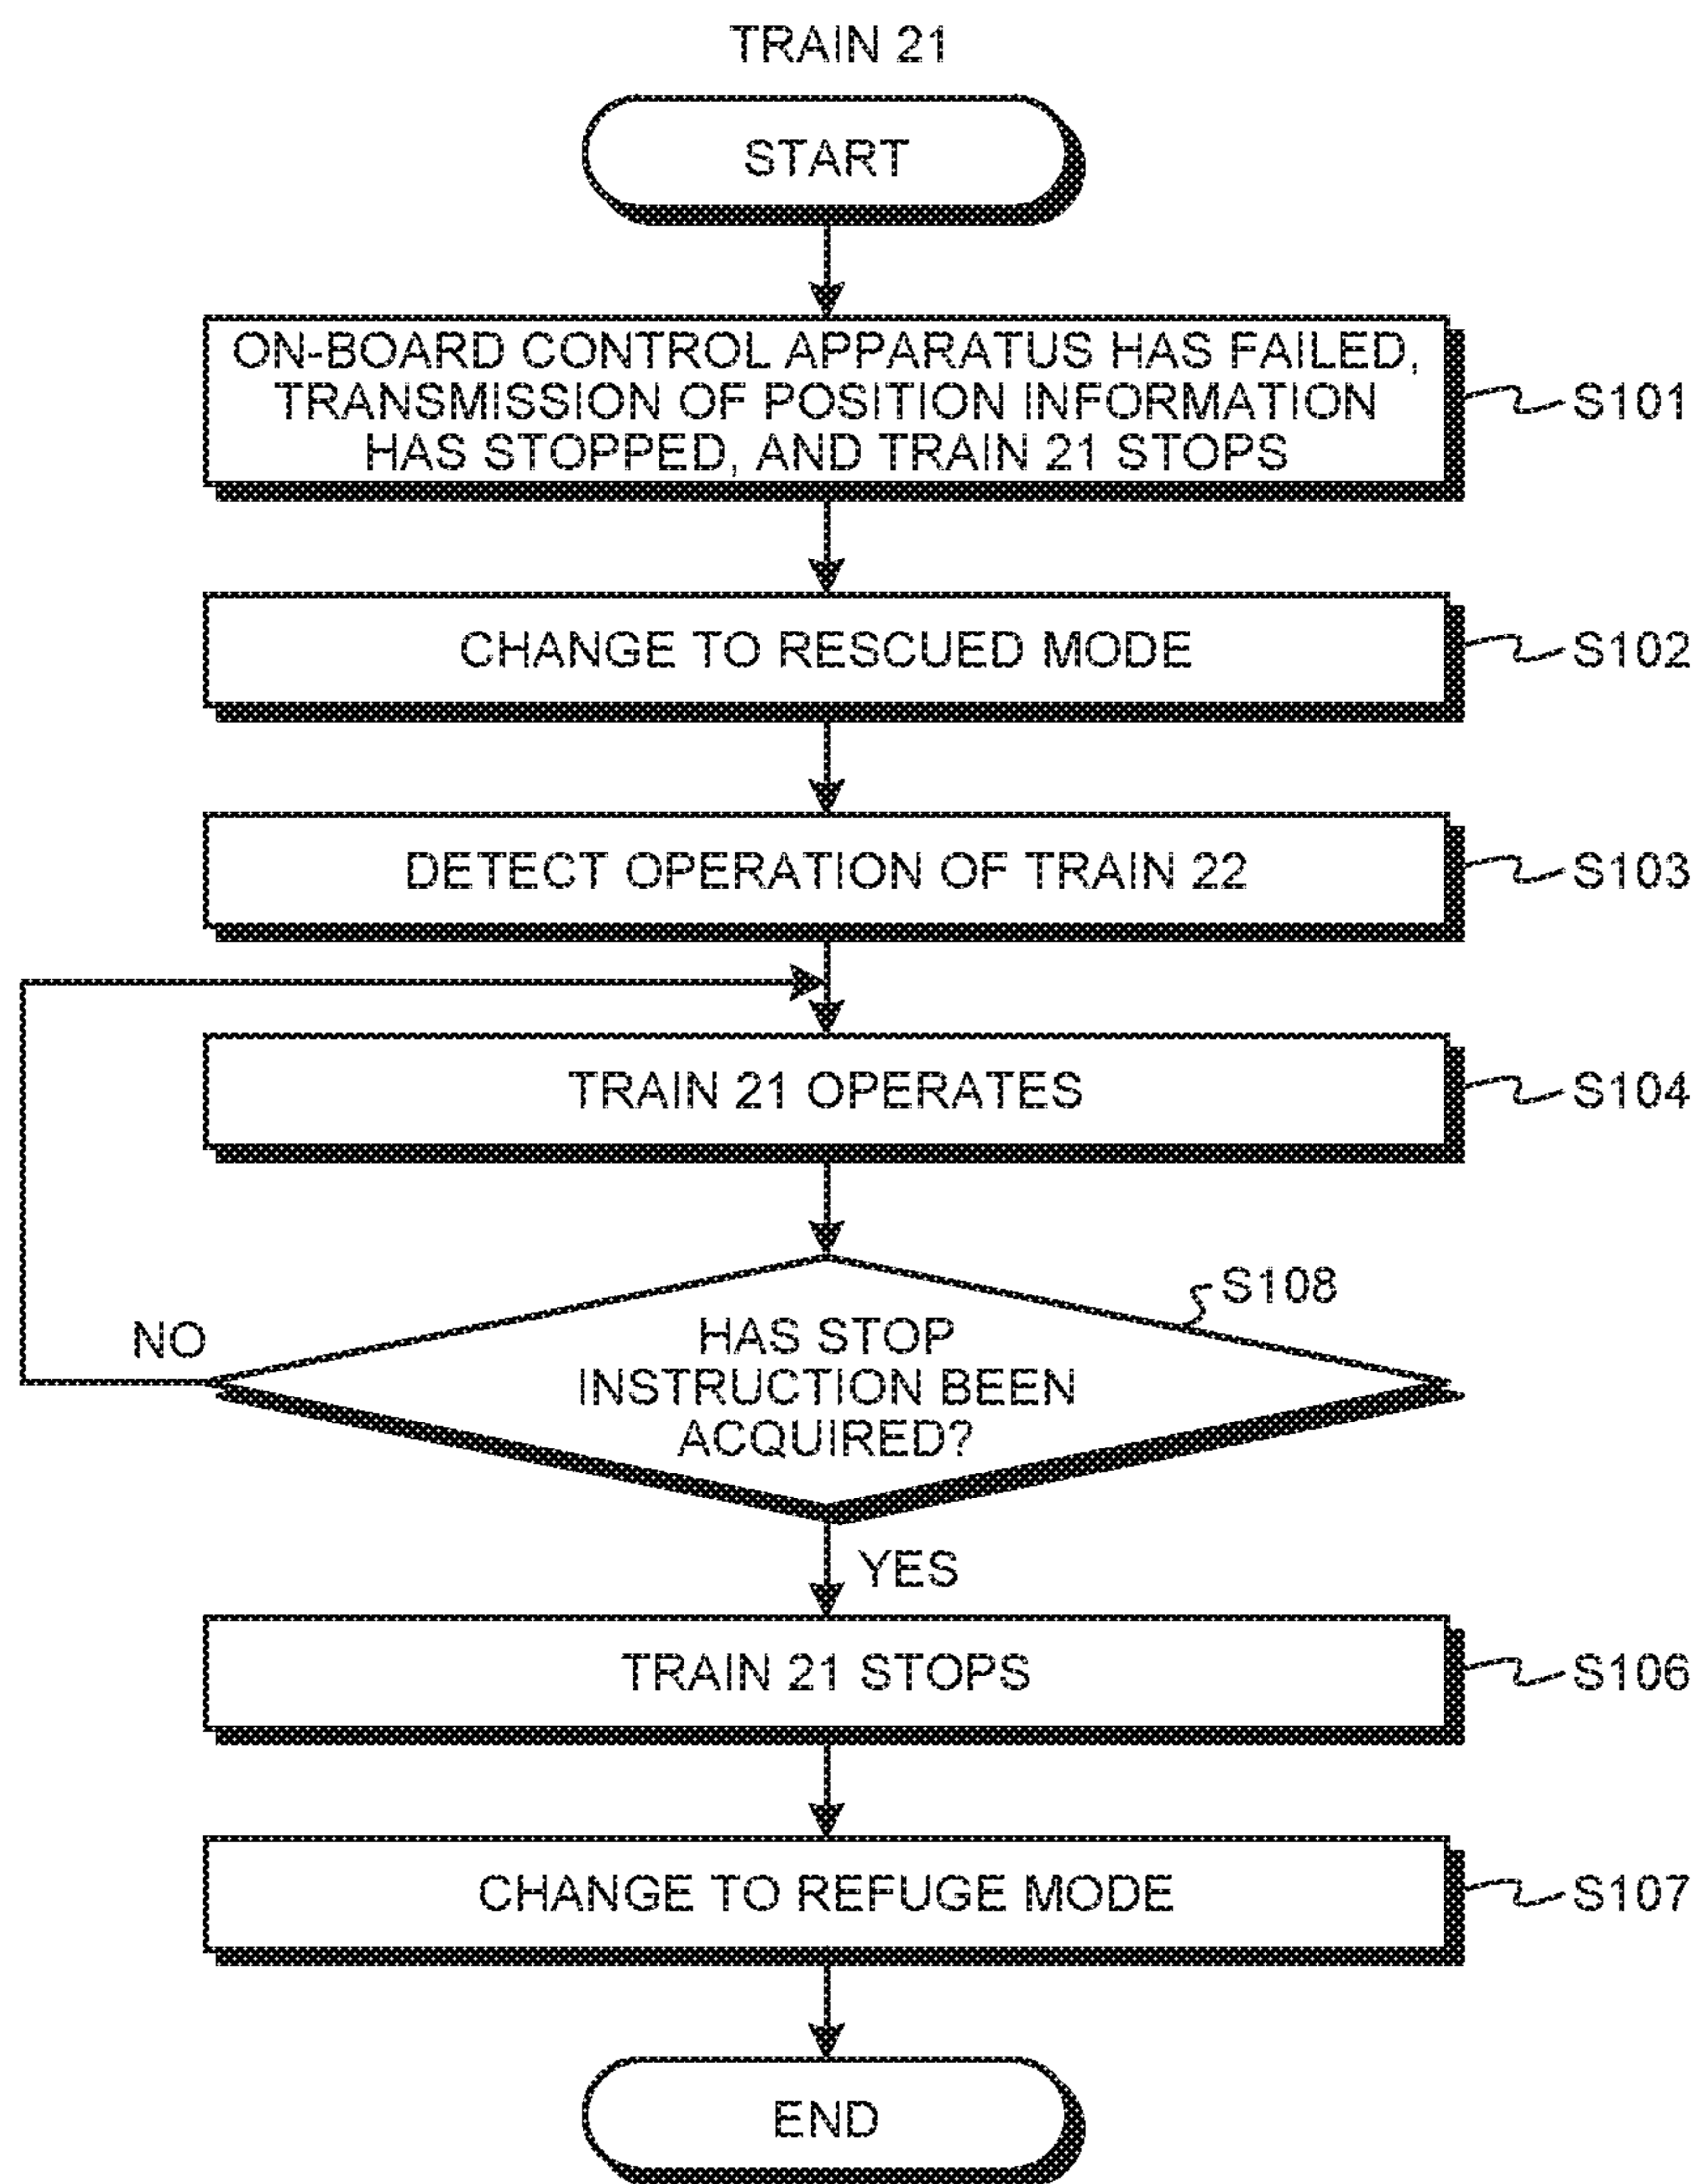 TRAIN 21
START
ON-BOARD CONTROL APPARATUS HAS FAILED,
TRANSMISSION OF POSITION INFORMATION
HAS STOPPED, AND TRAIN 21 STOPS
S101
CHANGE TO RESCUED MODE
S102
DETECT OPERATION OF TRAIN 22
S103
TRAIN 21 OPERATES
S104
S108
NO
HAS STOP
INSTRUCTION BEEN
ACQUIRED?
YES
TRAIN 21 STOPS
S106
CHANGE TO REFUGE MODE
S107
END